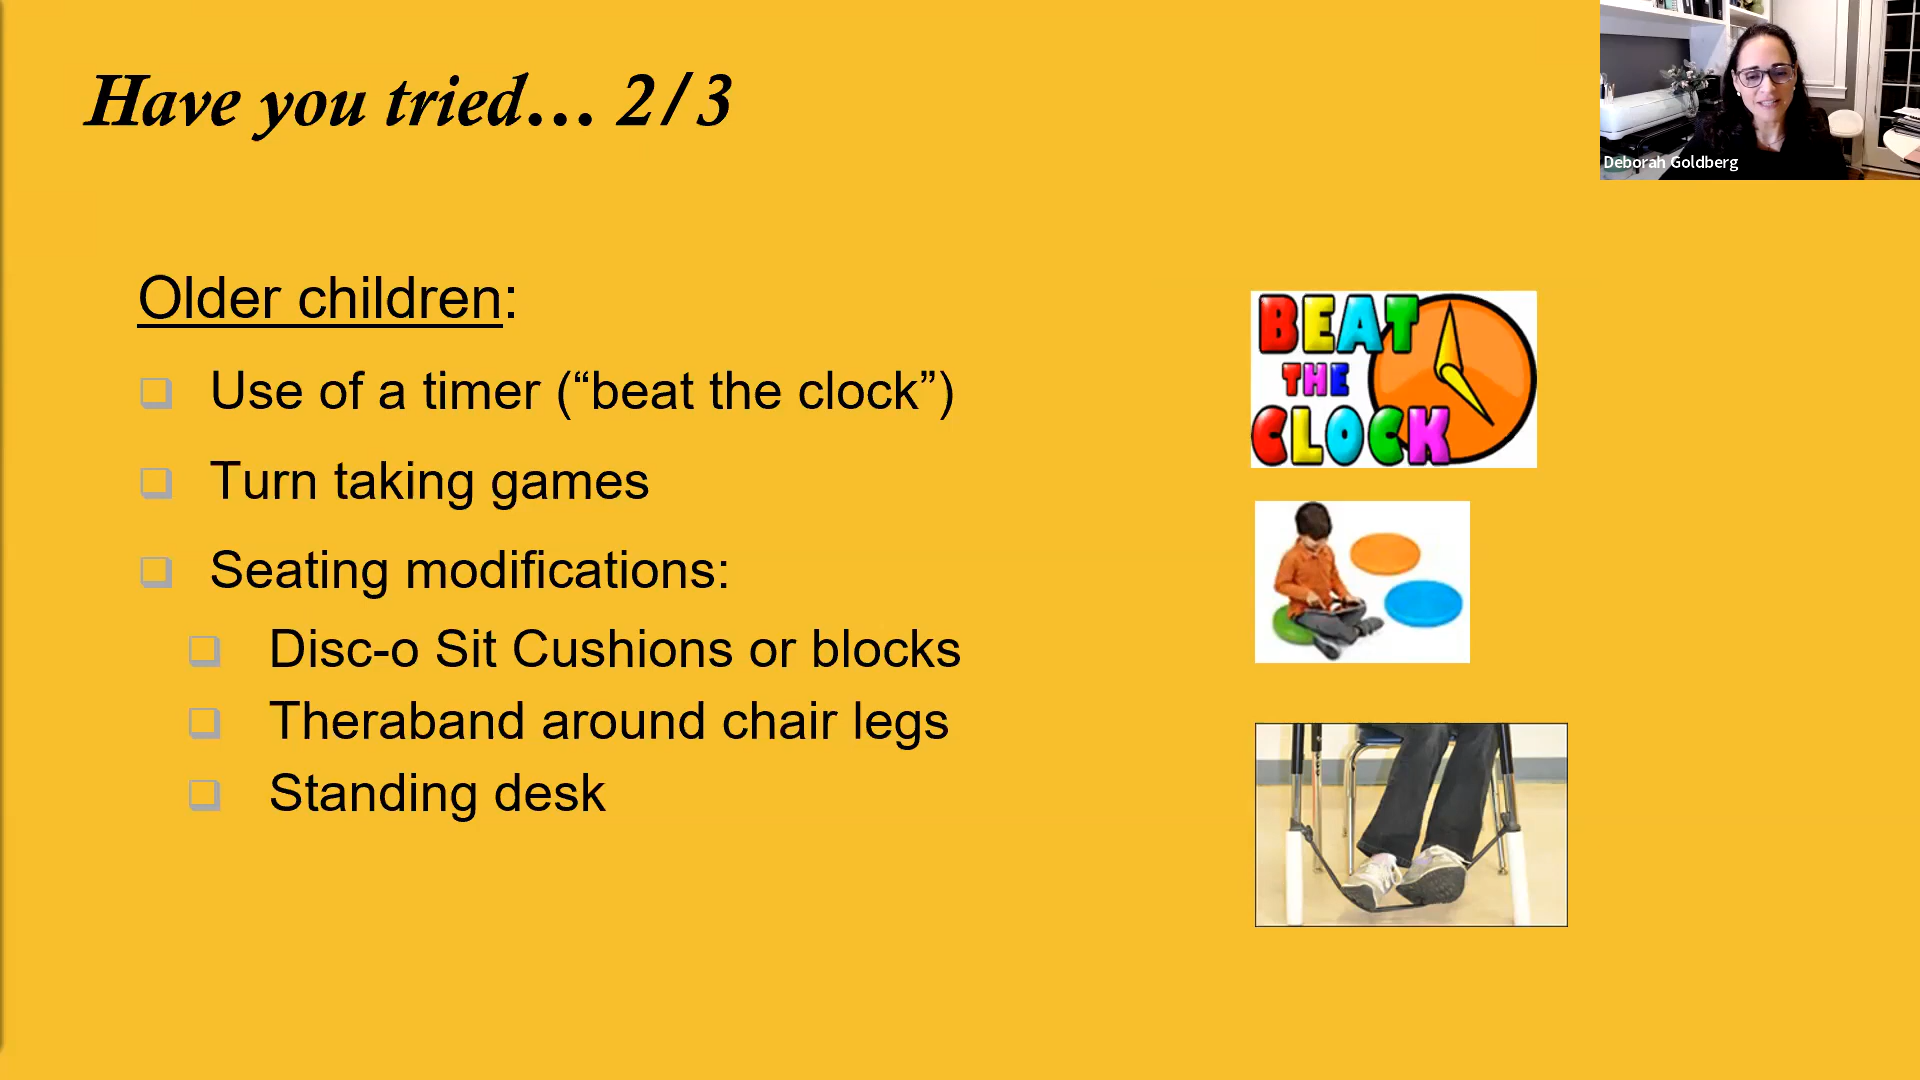 Have you tried... 2/3
Deborah Goldberg
Older children:
Use of a timer (“beat the clock”)
Turn taking games
Seating modifications:
Disc-o Sit Cushions or blocks
Theraband around chair legs
Standing desk
BEAT
THE
CLOCK